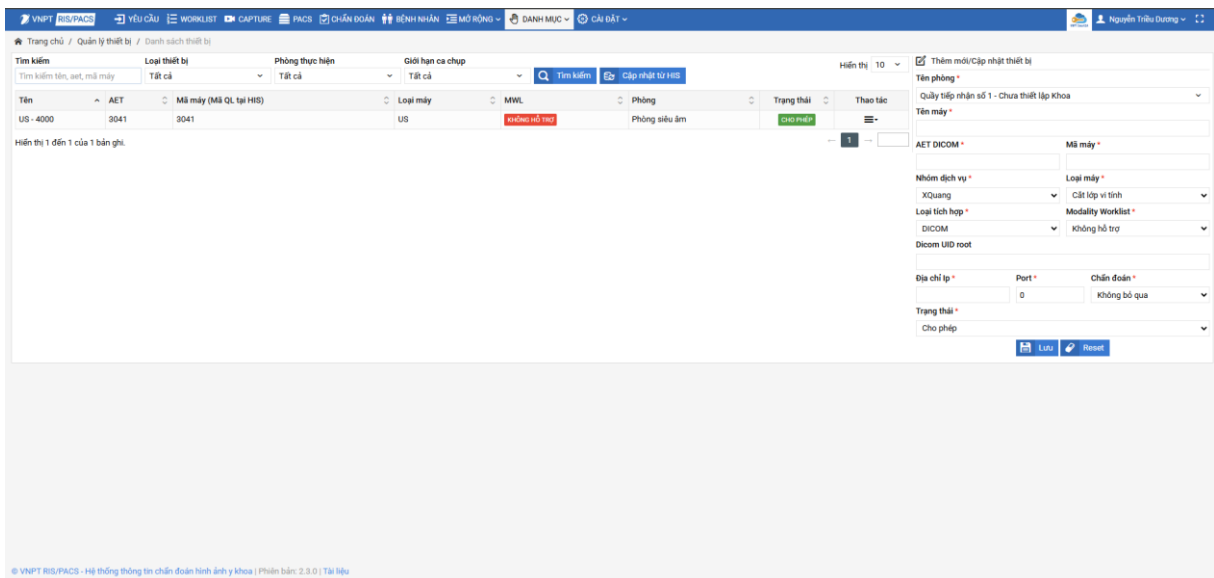 VNPT RIS/PACS YÊU CẦU WORKLIST CAPTURE PACS CHẨN ĐOÁN BỆNH NHÂN MỞ RỘNG DANH MỤC CÀI ĐẶT Nguyễn Triều Dương
Trang chủ / Quản lý thiết bị / Danh sách thiết bị
Tìm kiếm Loại thiết bị Phòng thực hiện Giới hạn ca chụp
Tìm kiếm tên, aet, mã máy Tất cả Tất cả Tất cả Tìm kiếm Cập nhật từ HIS Hiển thị 10
Tên AET Mã máy (Mã QL tại HIS) Loại máy MWL Phòng Trạng thái Thao tác
US - 4000 3041 3041 US KHÔNG HỖ TRỢ Phòng siêu âm CHO PHÉP
Hiển thị 1 đến 1 của 1 bản ghi. 1
Thêm mới/Cập nhật thiết bị
Tên phòng *
Quầy tiếp nhận số 1 - Chưa thiết lập Khoa
Tên máy *
AET DICOM * Mã máy *
Nhóm dịch vụ * Loại máy *
XQuang Cắt lớp vi tính
Loại tích hợp * Modality Worklist *
DICOM Không hỗ trợ
Dicom UID root
Địa chỉ Ip * Port * Chẩn đoán *
0 Không bỏ qua
Trạng thái *
Cho phép
Lưu Reset
© VNPT RIS/PACS - Hệ thống thông tin chẩn đoán hình ảnh y khoa | Phiên bản: 2.3.0 | Tài liệu